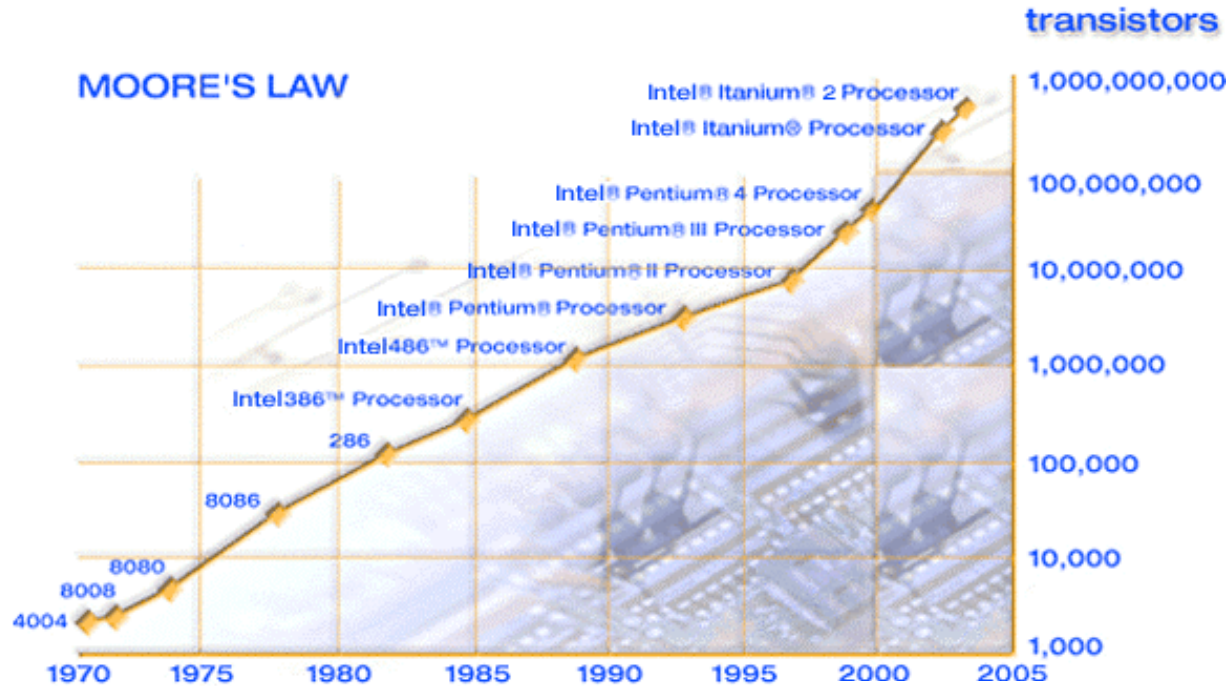 transistors
MOORE'S LAW
1,000,000,000
Intel® Itanium® 2 Processor
Intel® Itanium® Processor
100,000,000
Intel® Pentium® 4 Processor
Intel® Pentium® III Processor
10,000,000
Intel® Pentium® II Processor
Intel® Pentium® Processor
Intel486™ Processor
1,000,000
Intel386™ Processor
286
100,000
8086
10,000
8080
8008
4004
1,000
1970 1975 1980 1985 1990 1995 2000 2005